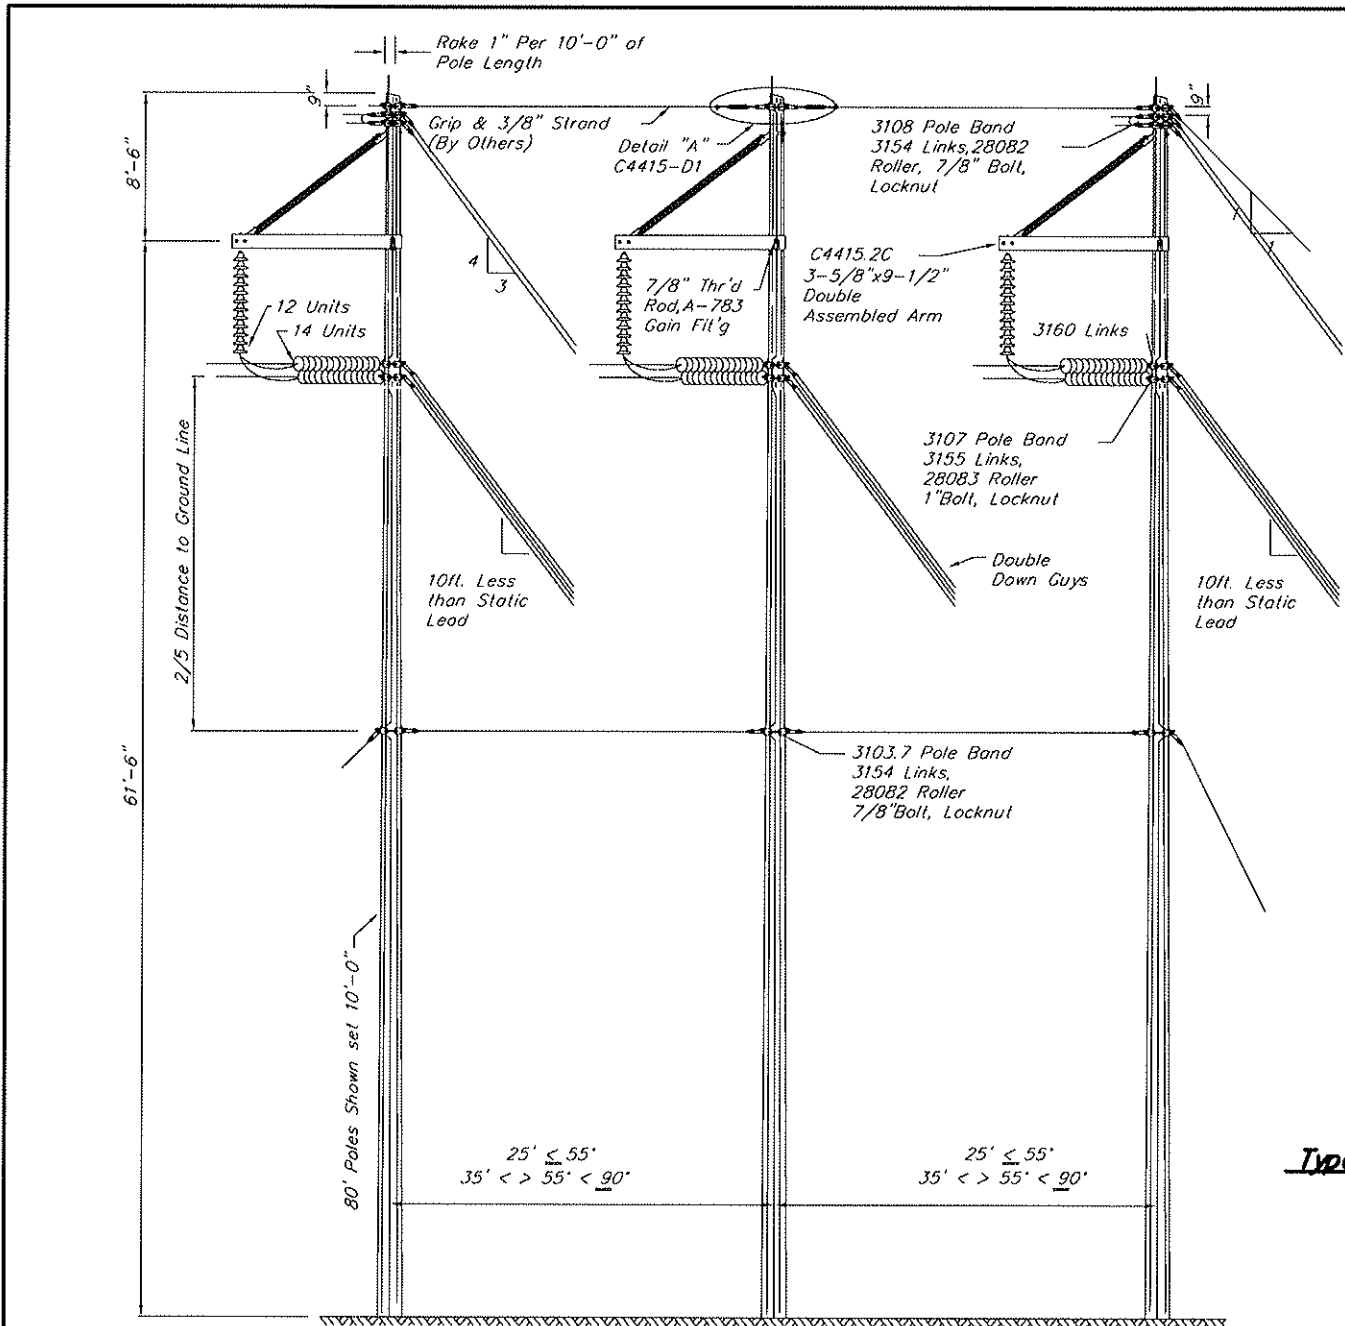 Rake 1" Per 10'-0" of
Pole Length
9"
Grip & 3/8" Strand
(By Others)
Detail "A"
C4415-D1
3108 Pole Band
3154 Links, 28082
Roller, 7/8" Bolt,
Locknut
9"
8'-6"
4
3
1
1
7/8" Thr'd
Rod, A-783
Gain Fit'g
C4415.2C
3-5/8"x9-1/2"
Double
Assembled Arm
12 Units
14 Units
3160 Links
2/5 Distance to Ground Line
3107 Pole Band
3155 Links,
28083 Roller
1"Bolt, Locknut
10ft. Less
than Static
Lead
Double
Down Guys
10ft. Less
than Static
Lead
61'-6"
3103.7 Pole Band
3154 Links,
28082 Roller
7/8"Bolt, Locknut
80' Poles Shown set 10'-0"
25' < 55°
35' < > 55° < 90°
25' < 55°
35' < > 55° < 90°